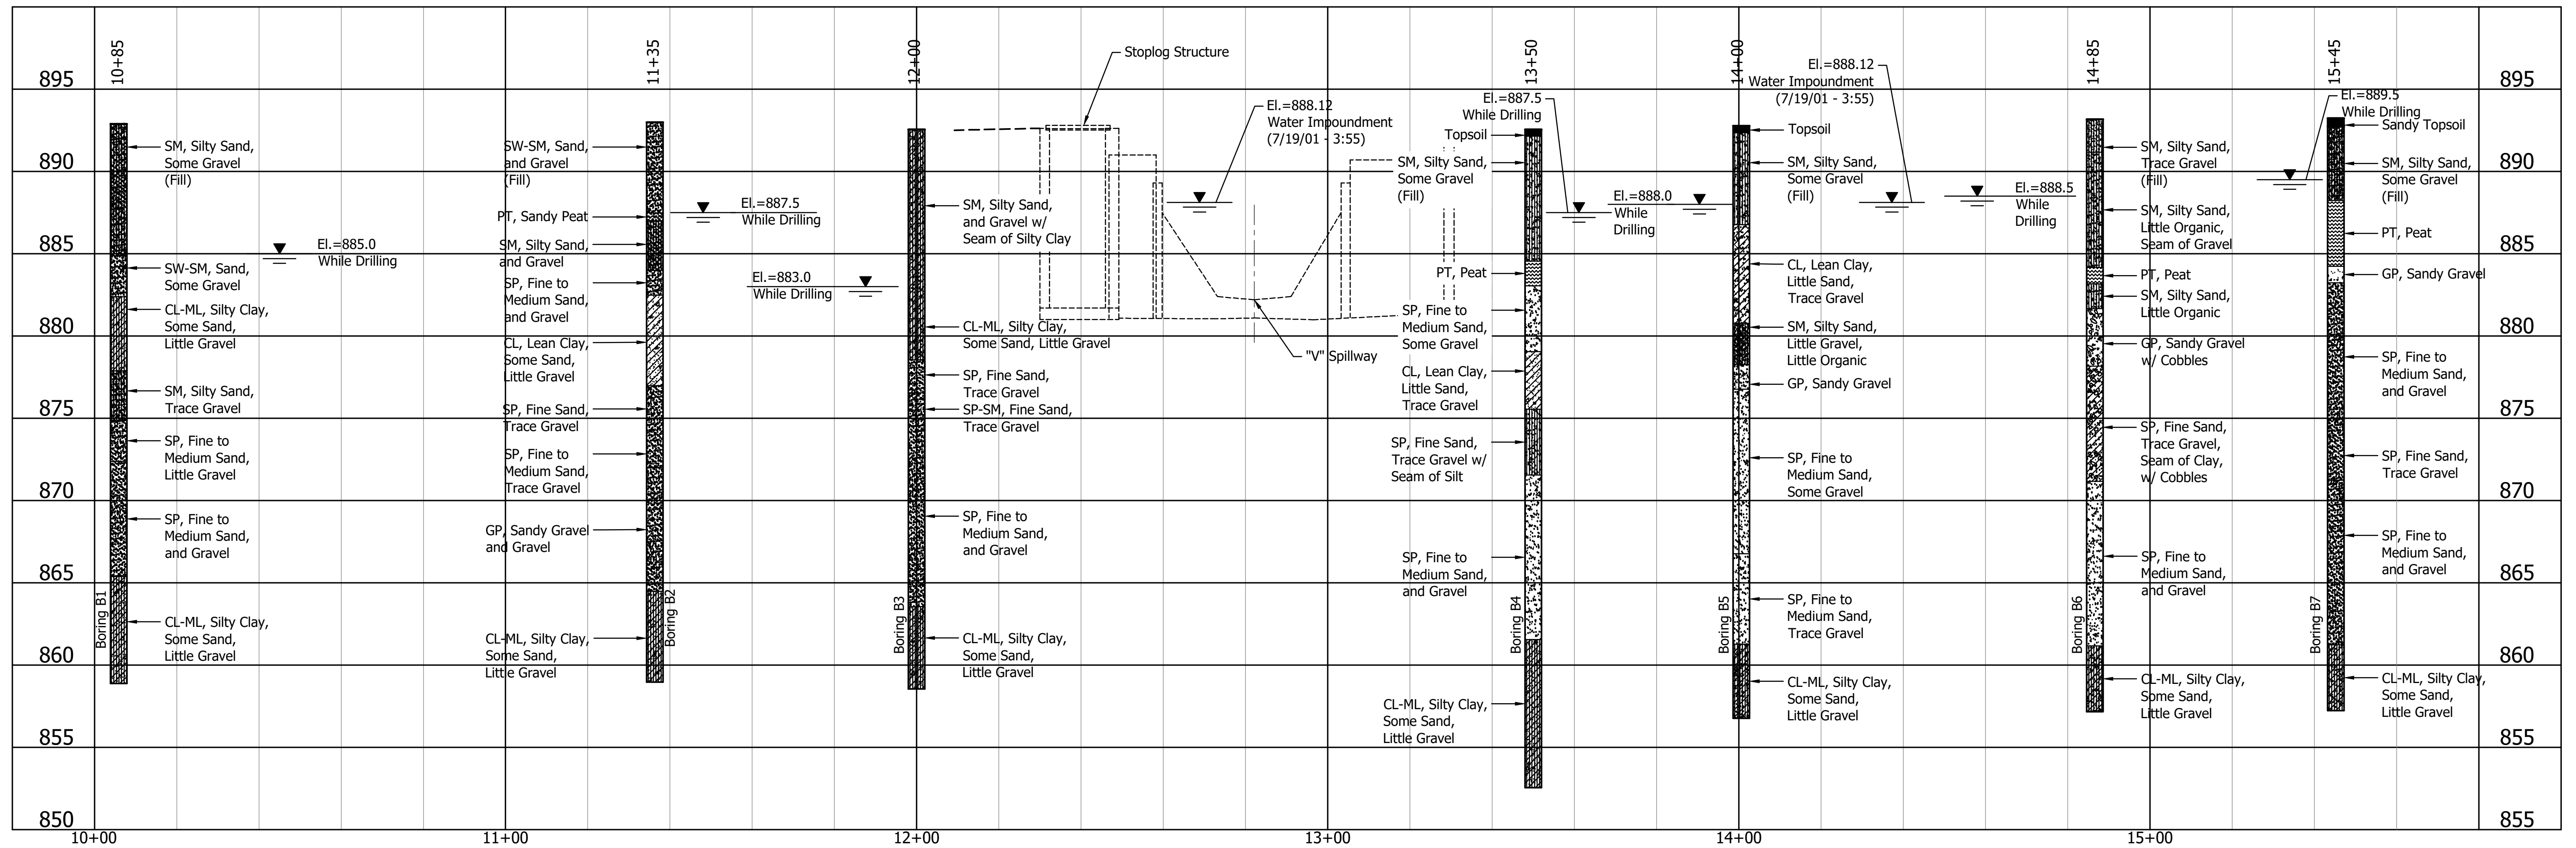 10+85
11+35
12+00
13+50
14+00
14+85
15+45
895
890
885
880
875
870
865
860
855
850
SM, Silty Sand,
Some Gravel
(Fill)
SW-SM, Sand,
Some Gravel
CL-ML, Silty Clay,
Some Sand,
Little Gravel
SM, Silty Sand,
Trace Gravel
SP, Fine to
Medium Sand,
Little Gravel
SP, Fine to
Medium Sand,
and Gravel
CL-ML, Silty Clay,
Some Sand,
Little Gravel
Boring B1
El.=885.0
While Drilling
SW-SM, Sand,
and Gravel
(Fill)
PT, Sandy Peat
SM, Silty Sand,
and Gravel
SP, Fine to
Medium Sand,
and Gravel
CL, Lean Clay,
Some Sand,
Little Gravel
SP, Fine Sand,
Trace Gravel
SP, Fine to
Medium Sand,
Trace Gravel
GP, Sandy Gravel
and Gravel
CL-ML, Silty Clay,
Some Sand,
Little Gravel
Boring B2
El.=887.5
While Drilling
El.=883.0
While Drilling
Boring B3
SM, Silty Sand,
and Gravel w/
Seam of Silty Clay
CL-ML, Silty Clay,
Some Sand, Little Gravel
SP, Fine Sand,
Trace Gravel
SP-SM, Fine Sand,
Trace Gravel
SP, Fine to
Medium Sand,
and Gravel
CL-ML, Silty Clay,
Some Sand,
Little Gravel
Stoplog Structure
El.=888.12
Water Impoundment
(7/19/01 - 3:55)
"V" Spillway
El.=887.5
While Drilling
Topsoil
SM, Silty Sand,
Some Gravel
(Fill)
PT, Peat
SP, Fine to
Medium Sand,
Some Gravel
CL, Lean Clay,
Little Sand,
Trace Gravel
SP, Fine Sand,
Trace Gravel w/
Seam of Silt
SP, Fine to
Medium Sand,
and Gravel
CL-ML, Silty Clay,
Some Sand,
Little Gravel
Boring B4
El.=888.0
While
Drilling
Boring B5
El.=888.12
Water Impoundment
(7/19/01 - 3:55)
Topsoil
SM, Silty Sand,
Some Gravel
(Fill)
CL, Lean Clay,
Little Sand,
Trace Gravel
SM, Silty Sand,
Little Gravel,
Little Organic
GP, Sandy Gravel
SP, Fine to
Medium Sand,
Some Gravel
SP, Fine to
Medium Sand,
Trace Gravel
CL-ML, Silty Clay,
Some Sand,
Little Gravel
El.=888.5
While
Drilling
Boring B6
SM, Silty Sand,
Trace Gravel
(Fill)
SM, Silty Sand,
Little Organic,
Seam of Gravel
PT, Peat
SM, Silty Sand,
Little Organic
GP, Sandy Gravel
w/ Cobbles
SP, Fine Sand,
Trace Gravel,
Seam of Clay,
w/ Cobbles
SP, Fine to
Medium Sand,
and Gravel
CL-ML, Silty Clay,
Some Sand,
Little Gravel
Boring B7
El.=889.5
While Drilling
Sandy Topsoil
SM, Silty Sand,
Some Gravel
(Fill)
PT, Peat
GP, Sandy Gravel
SP, Fine to
Medium Sand,
and Gravel
SP, Fine Sand,
Trace Gravel
SP, Fine to
Medium Sand,
and Gravel
CL-ML, Silty Clay,
Some Sand,
Little Gravel
895
890
885
880
875
870
865
860
855
855
10+00
11+00
12+00
13+00
14+00
15+00